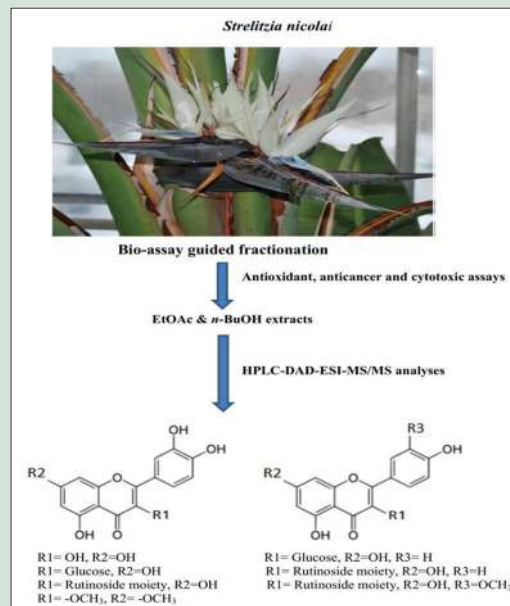 Strelitzia nicolai
Bio-assay guided fractionation
Antioxidant, anticancer and cytotoxic assays
EtOAc & n-BuOH extracts
HPLC-DAD-ESI-MS/MS analyses
OH
OH
R2
O
R1
OH
O
R1= OH, R2=OH
R1= Glucose, R2=OH
R1= Rutinoside moiety, R2=OH
R1= -OCH3, R2= -OCH3
R3
OH
R2
O
R1
OH
O
R1= Glucose, R2=OH, R3= H
R1= Rutinoside moiety, R2=OH, R3=H
R1= Rutinoside moiety, R2=OH, R3=OCH3